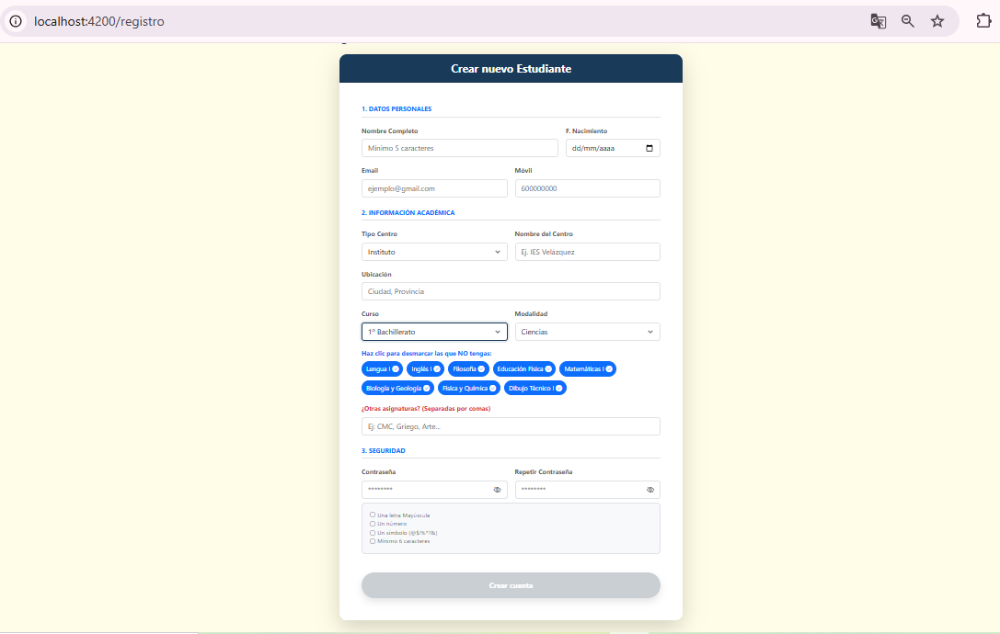 localhost:4200/registro
Crear nuevo Estudiante
1. DATOS PERSONALES
Nombre Completo F. Nacimiento
Mínimo 5 caracteres dd/mm/aaaa
Email Móvil
ejemplo@gmail.com 600000000
2. INFORMACIÓN ACADÉMICA
Tipo Centro Nombre del Centro
Instituto Ej. IES Velázquez
Ubicación
Ciudad, Provincia
Curso Modalidad
1º Bachillerato Ciencias
Haz clic para desmarcar las que NO tengas:
Lengua I Inglés I Filosofía Educación Física Matemáticas I
Biología y Geología Física y Química Dibujo Técnico I
¿Otras asignaturas? (Separadas por comas)
Ej: CMC, Griego, Arte...
3. SEGURIDAD
Contraseña Repetir Contraseña
******** ********
Una letra Mayúscula
Un número
Un símbolo (@$!%*?&)
Mínimo 6 caracteres
Crear cuenta